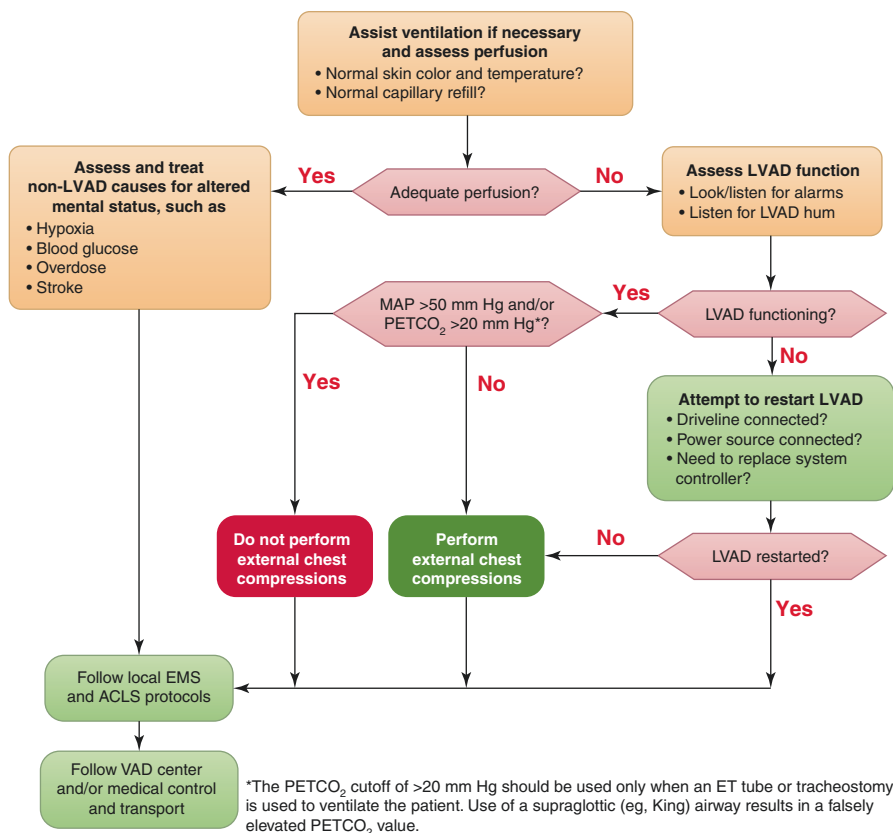 Assist ventilation if necessary
and assess perfusion
• Normal skin color and temperature?
• Normal capillary refill?
Adequate perfusion?
Yes
No
Assess and treat
non-LVAD causes for altered
mental status, such as
• Hypoxia
• Blood glucose
• Overdose
• Stroke
Assess LVAD function
• Look/listen for alarms
• Listen for LVAD hum
LVAD functioning?
Yes
No
MAP >50 mm Hg and/or
PETCO₂ >20 mm Hg*?
Yes
No
Attempt to restart LVAD
• Driveline connected?
• Power source connected?
• Need to replace system
controller?
LVAD restarted?
No
Yes
Do not perform
external chest
compressions
Perform
external chest
compressions
Follow local EMS
and ACLS protocols
Follow VAD center
and/or medical control
and transport
*The PETCO₂ cutoff of >20 mm Hg should be used only when an ET tube or tracheostomy
is used to ventilate the patient. Use of a supraglottic (eg, King) airway results in a falsely
elevated PETCO₂ value.